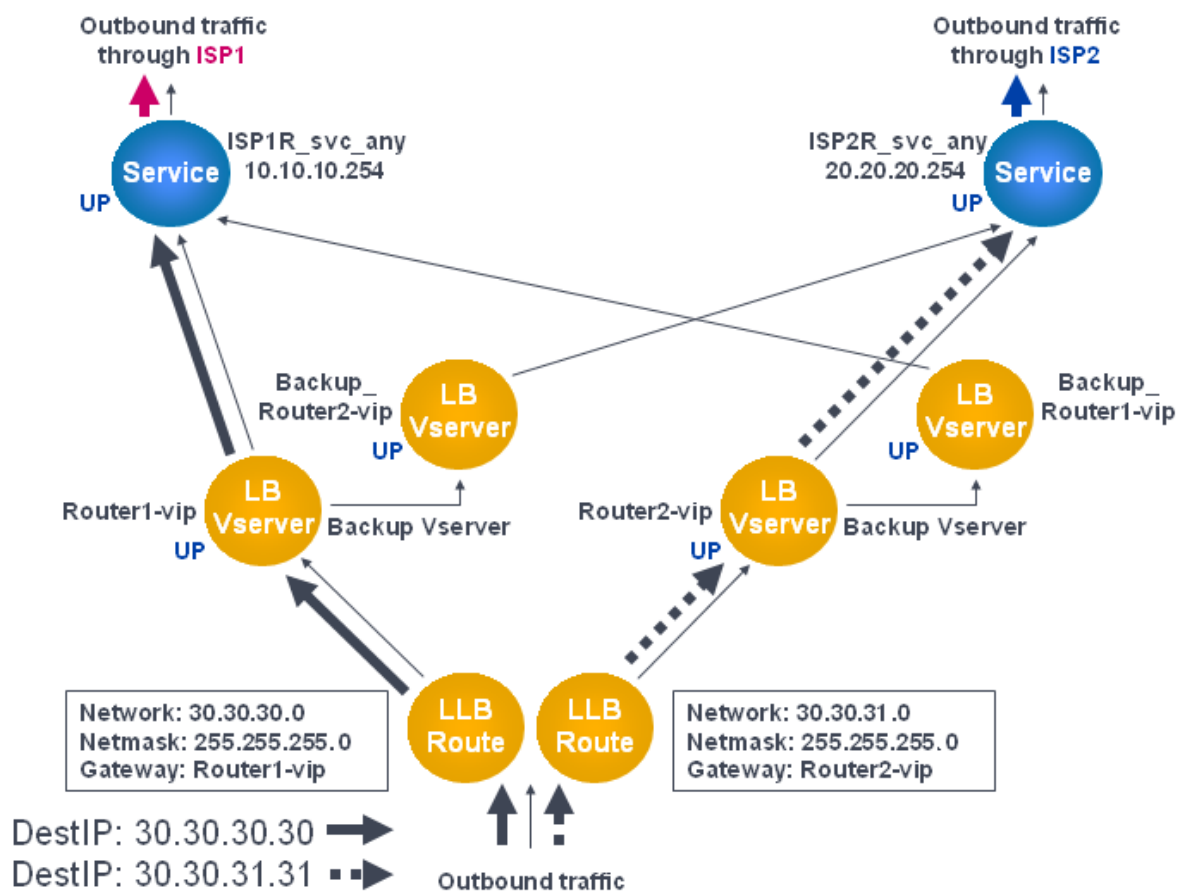 Outbound traffic
through ISP1
Outbound traffic
through ISP2
ISP1R_svc_any
10.10.10.254
Service
UP
ISP2R_svc_any
20.20.20.254
Service
UP
Backup_
Router2-vip
LB
Vserver
UP
LB
Vserver
Backup_
Router1-vip
UP
Router1-vip
LB
Vserver
UP
Backup Vserver
Router2-vip
LB
Vserver
UP
Backup Vserver
Network: 30.30.30.0
Netmask: 255.255.255.0
Gateway: Router1-vip
LLB
Route
LLB
Route
Network: 30.30.31.0
Netmask: 255.255.255.0
Gateway: Router2-vip
DestIP: 30.30.30.30
DestIP: 30.30.31.31
Outbound traffic